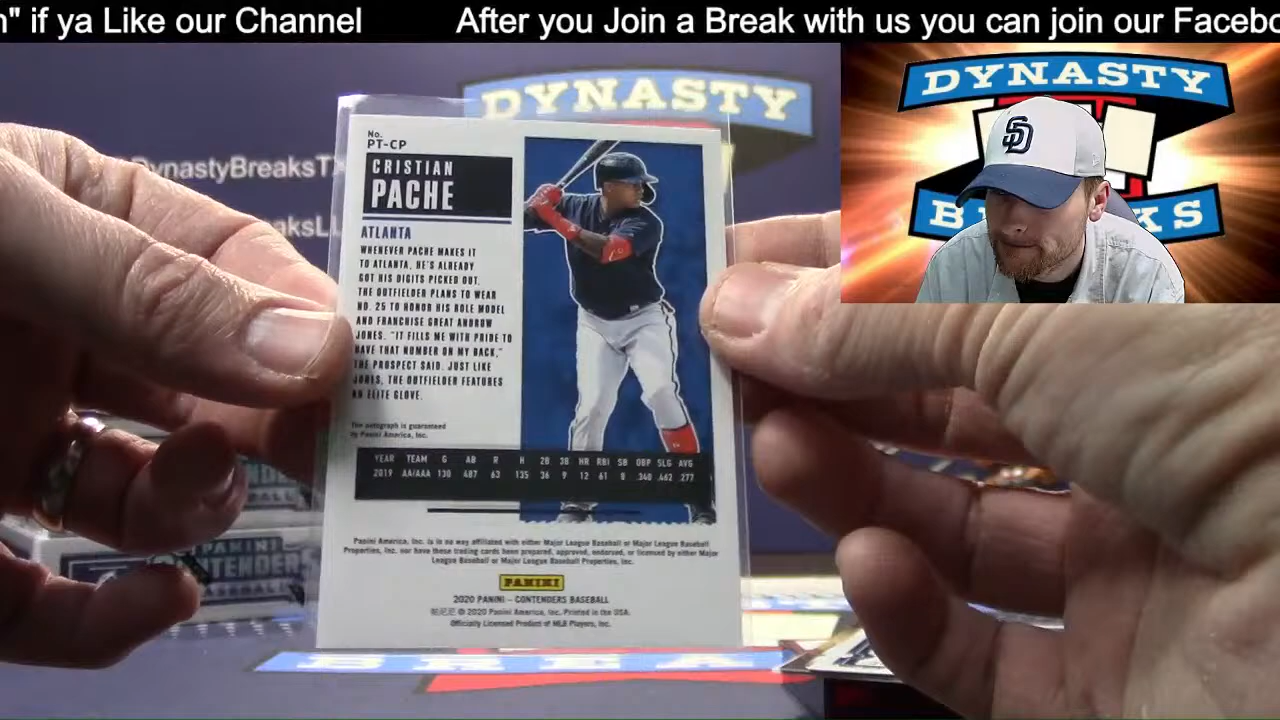 n" if ya Like our Channel
After you Join a Break with us you can join our Facebo
DYNASTY
DynastyBreaksTX
No.
PT-CP
CRISTIAN
PACHE
ATLANTA
WHENEVER PACHE MAKES IT
TO ATLANTA, HE'S ALREADY
GOT HIS DIGITS PICKED OUT.
THE OUTFIELDER PLANS TO WEAR
NO. 25 TO HONOR HIS ROLE MODEL
AND FRANCHISE GREAT ANDRUW
JONES. "IT FILLS ME WITH PRIDE TO
HAVE THAT NUMBER ON MY BACK,"
THE PROSPECT SAID. JUST LIKE
JONES, THE OUTFIELDER FEATURES
AN ELITE GLOVE.
The autograph is guaranteed
by Panini America, Inc.
YEAR TEAM G AB R H 2B 3B HR RBI SB OBP SLG AVG
2019 AA/AAA 130 487 63 135 36 9 12 61 8 .340 .462 .277
Panini America, Inc. is in no way affiliated with either Major League Baseball or Major League Baseball
Properties, Inc. nor have these trading cards been prepared, approved, endorsed, or licensed by either Major
League Baseball or Major League Baseball Properties, Inc.
PANINI
2020 PANINI – CONTENDERS BASEBALL
© 2020 Panini America, Inc. Printed in the USA.
Officially Licensed Product of MLB Players, Inc.
DYNASTY
SD
PANINI